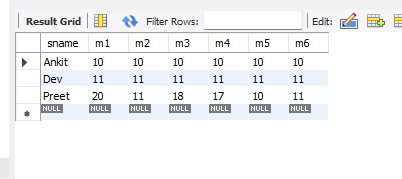 Result Grid Filter Rows: Edit:
sname m1 m2 m3 m4 m5 m6
Ankit 10 10 10 10 10 10
Dev 11 11 11 11 11 11
Preet 20 11 18 17 10 11
NULL NULL NULL NULL NULL NULL NULL